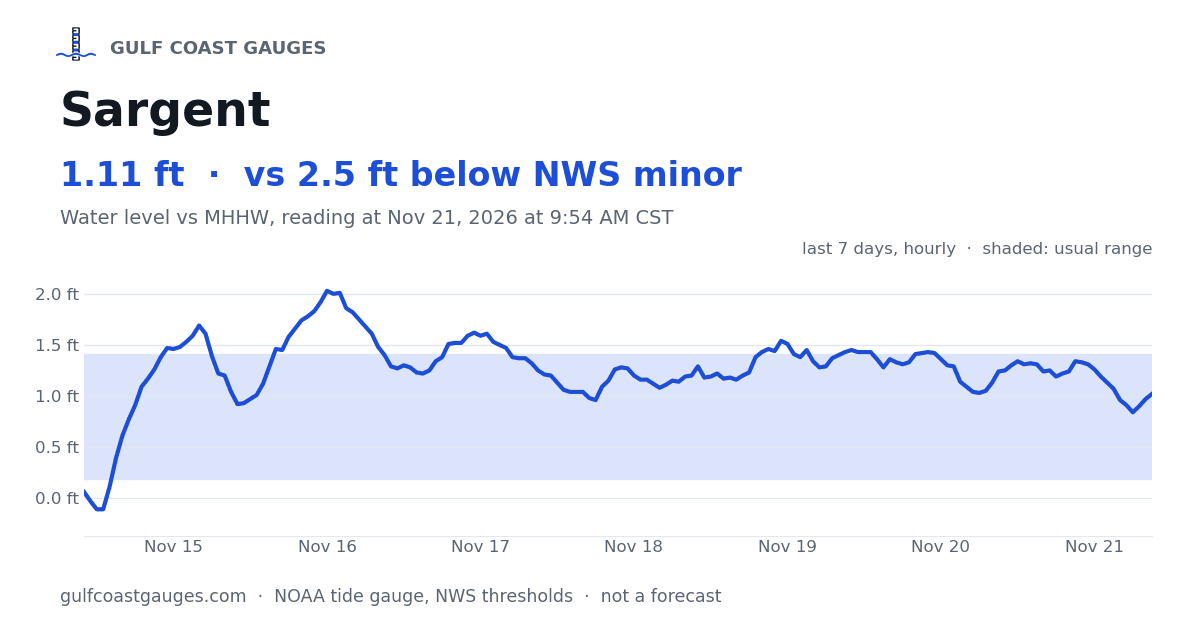 GULF COAST GAUGES
Sargent
1.11 ft · vs 2.5 ft below NWS minor
Water level vs MHHW, reading at Nov 21, 2026 at 9:54 AM CST
last 7 days, hourly · shaded: usual range
2.0 ft
1.5 ft
1.0 ft
0.5 ft
0.0 ft
Nov 15 Nov 16 Nov 17 Nov 18 Nov 19 Nov 20 Nov 21
gulfcoastgauges.com · NOAA tide gauge, NWS thresholds · not a forecast